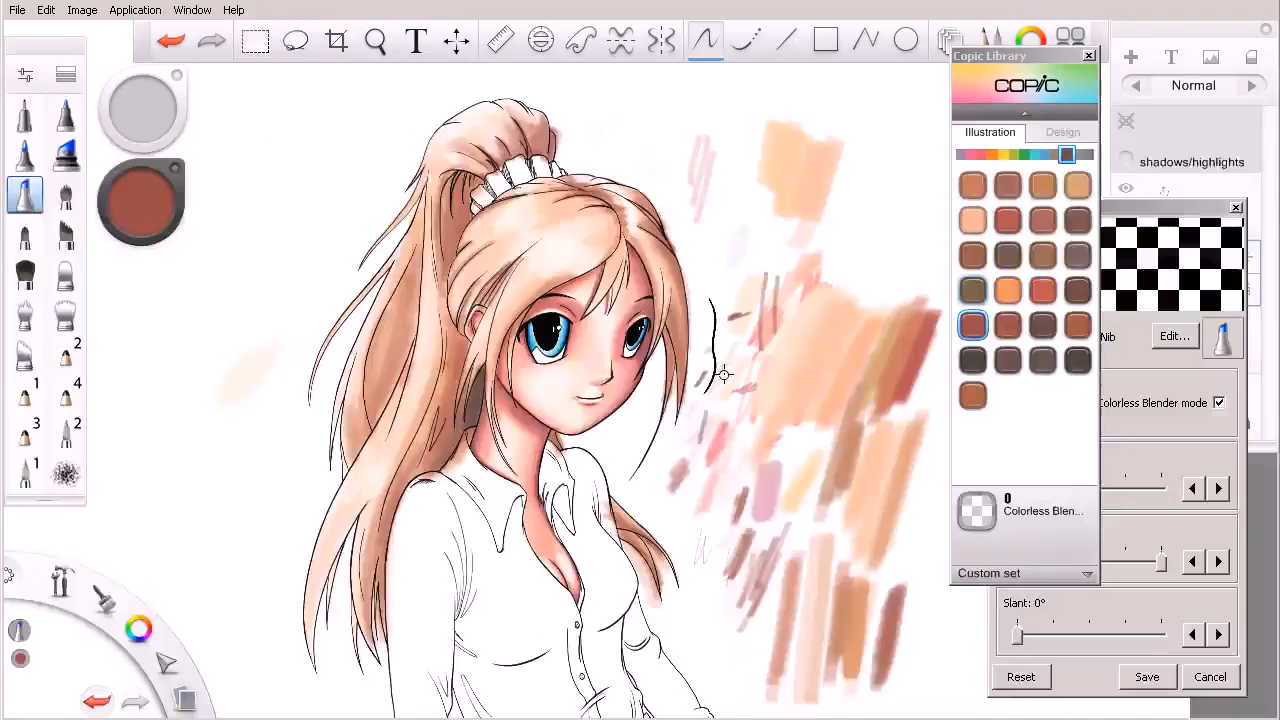 File Edit Image Application Window Help
T
Copic Library
COPiC
T
Illustration Design
Normal
shadows/highlights
Nib Edit...
Colorless Blender mode
1 4
3 2
1
0
Colorless Blen...
Custom set
Slant: 0°
Reset Save Cancel